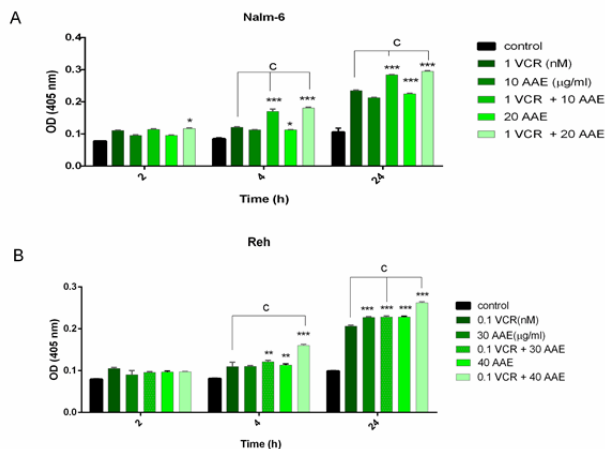 A
Nalm-6
OD (405 nm)
0.4
0.3
0.2
0.1
0.0
c
c
*
***
*
***
***
***
***
2
4
24
Time (h)
control
1 VCR (nM)
10 AAE (µg/ml)
1 VCR + 10 AAE
20 AAE
1 VCR + 20 AAE
B
Reh
OD (405 nm)
0.4
0.3
0.2
0.1
0.0
c
c
**
**
***
***
***
***
***
2
4
24
Time (h)
control
0.1 VCR(nM)
30 AAE(µg/ml)
0.1 VCR + 30 AAE
40 AAE
0.1 VCR + 40 AAE